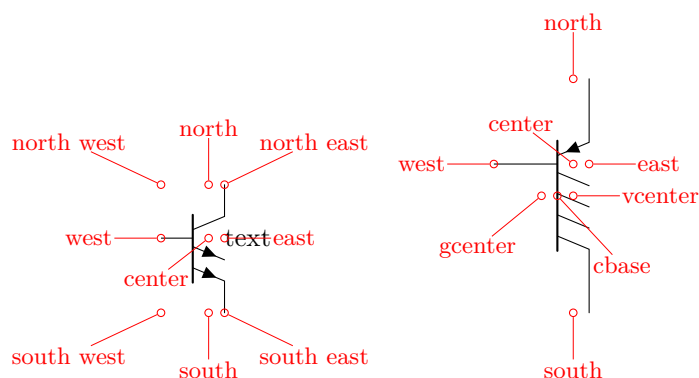 north
north
center
north west
north east
west
east
vcenter
west
text
east
gcenter
cbase
center
south west
south
south east
south